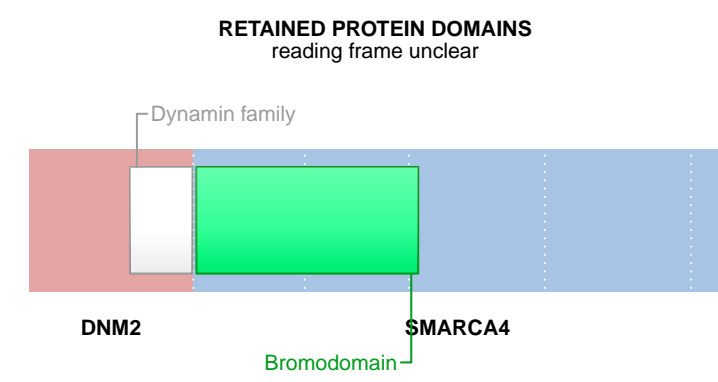 RETAINED PROTEIN DOMAINS
reading frame unclear
Dynamin family
DNM2
SMARCA4
Bromodomain